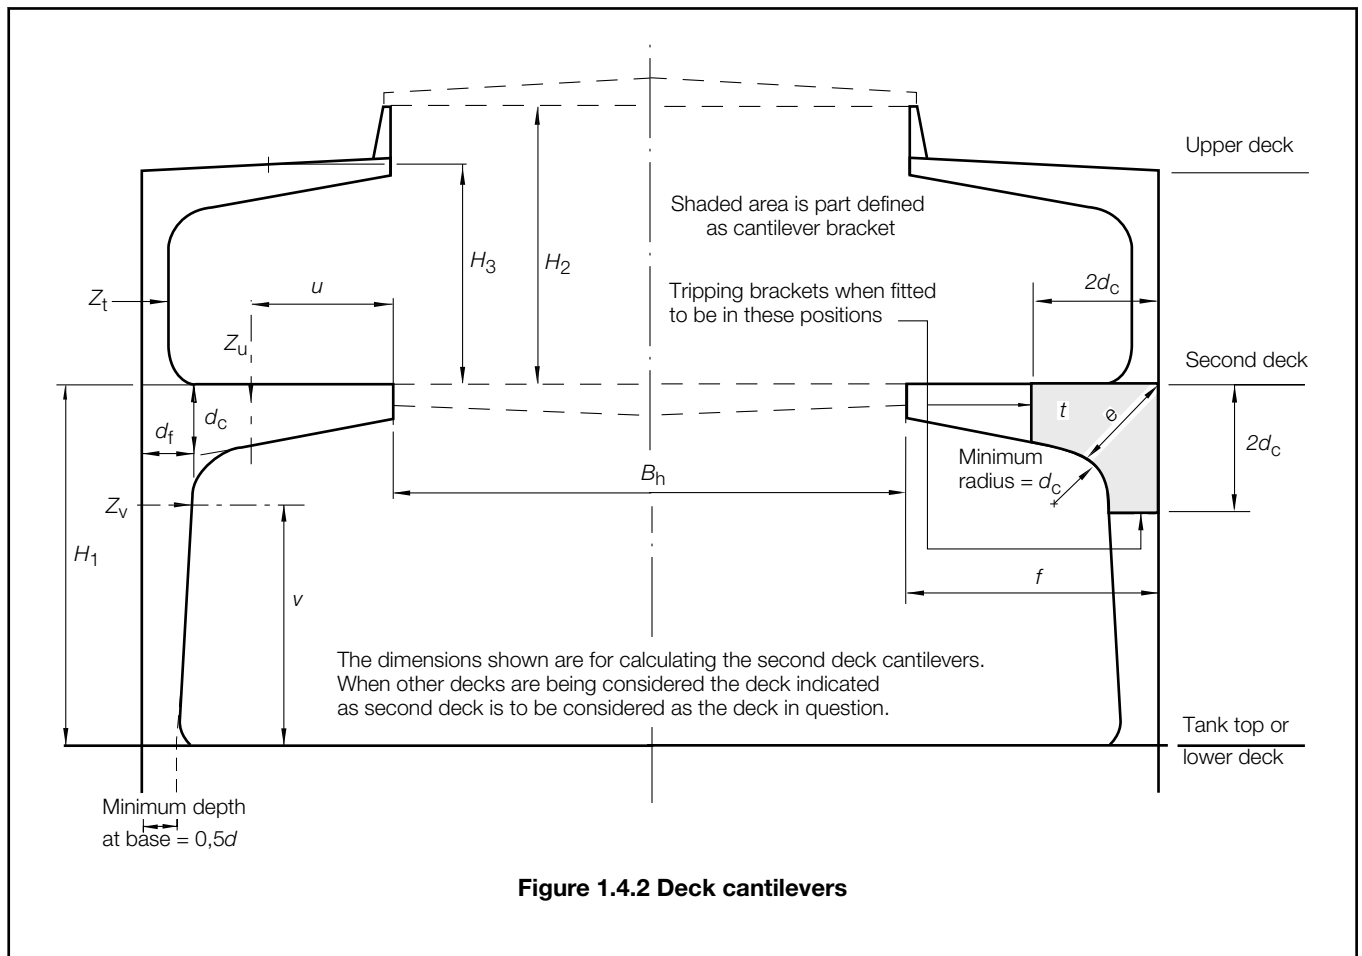 Upper deck
Shaded area is part defined
as cantilever bracket
H3
H2
u
Tripping brackets when fitted
to be in these positions
2dc
Zt
Zu
Second deck
dc
df
t
e
2dc
Minimum
radius = dc
Bh
Zv
H1
v
f
The dimensions shown are for calculating the second deck cantilevers.
When other decks are being considered the deck indicated
as second deck is to be considered as the deck in question.
Tank top or
lower deck
Minimum depth
at base = 0,5d
Figure 1.4.2 Deck cantilevers